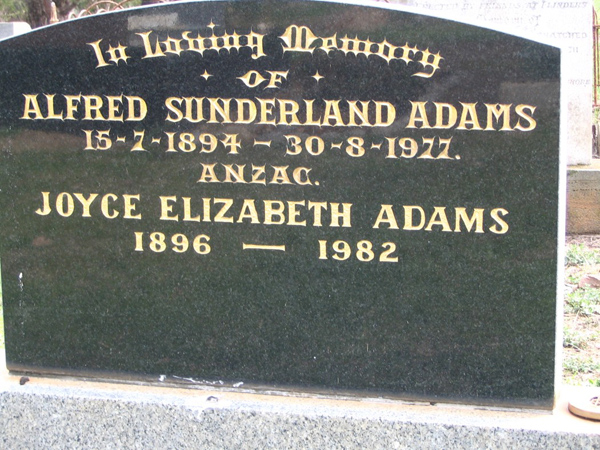 In Loving Memory
OF
ALFRED SUNDERLAND ADAMS
15-7-1894 - 30-8-1977.
ANZAC.
JOYCE ELIZABETH ADAMS
1896 — 1982